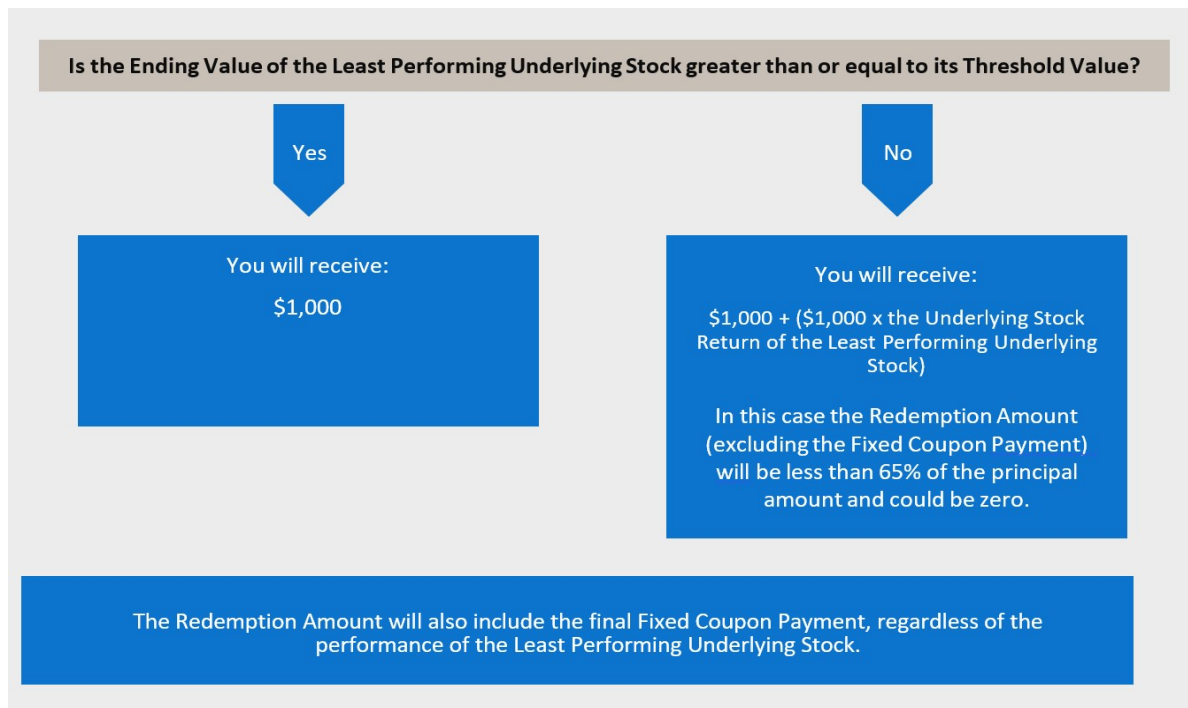 Is the Ending Value of the Least Performing Underlying Stock greater than or equal to its Threshold Value?
Yes
No
You will receive:
$1,000
You will receive:
$1,000 + ($1,000 x the Underlying Stock
Return of the Least Performing Underlying
Stock)
In this case the Redemption Amount
(excluding the Fixed Coupon Payment)
will be less than 65% of the principal
amount and could be zero.
The Redemption Amount will also include the final Fixed Coupon Payment, regardless of the
performance of the Least Performing Underlying Stock.